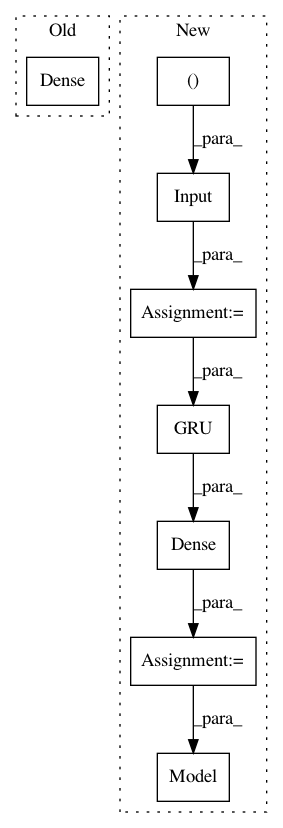 Old
New
Dense
()
_para_
Input
_para_
Assignment:=
_para_
GRU
_para_
Dense
_para_
Assignment:=
_para_
Model